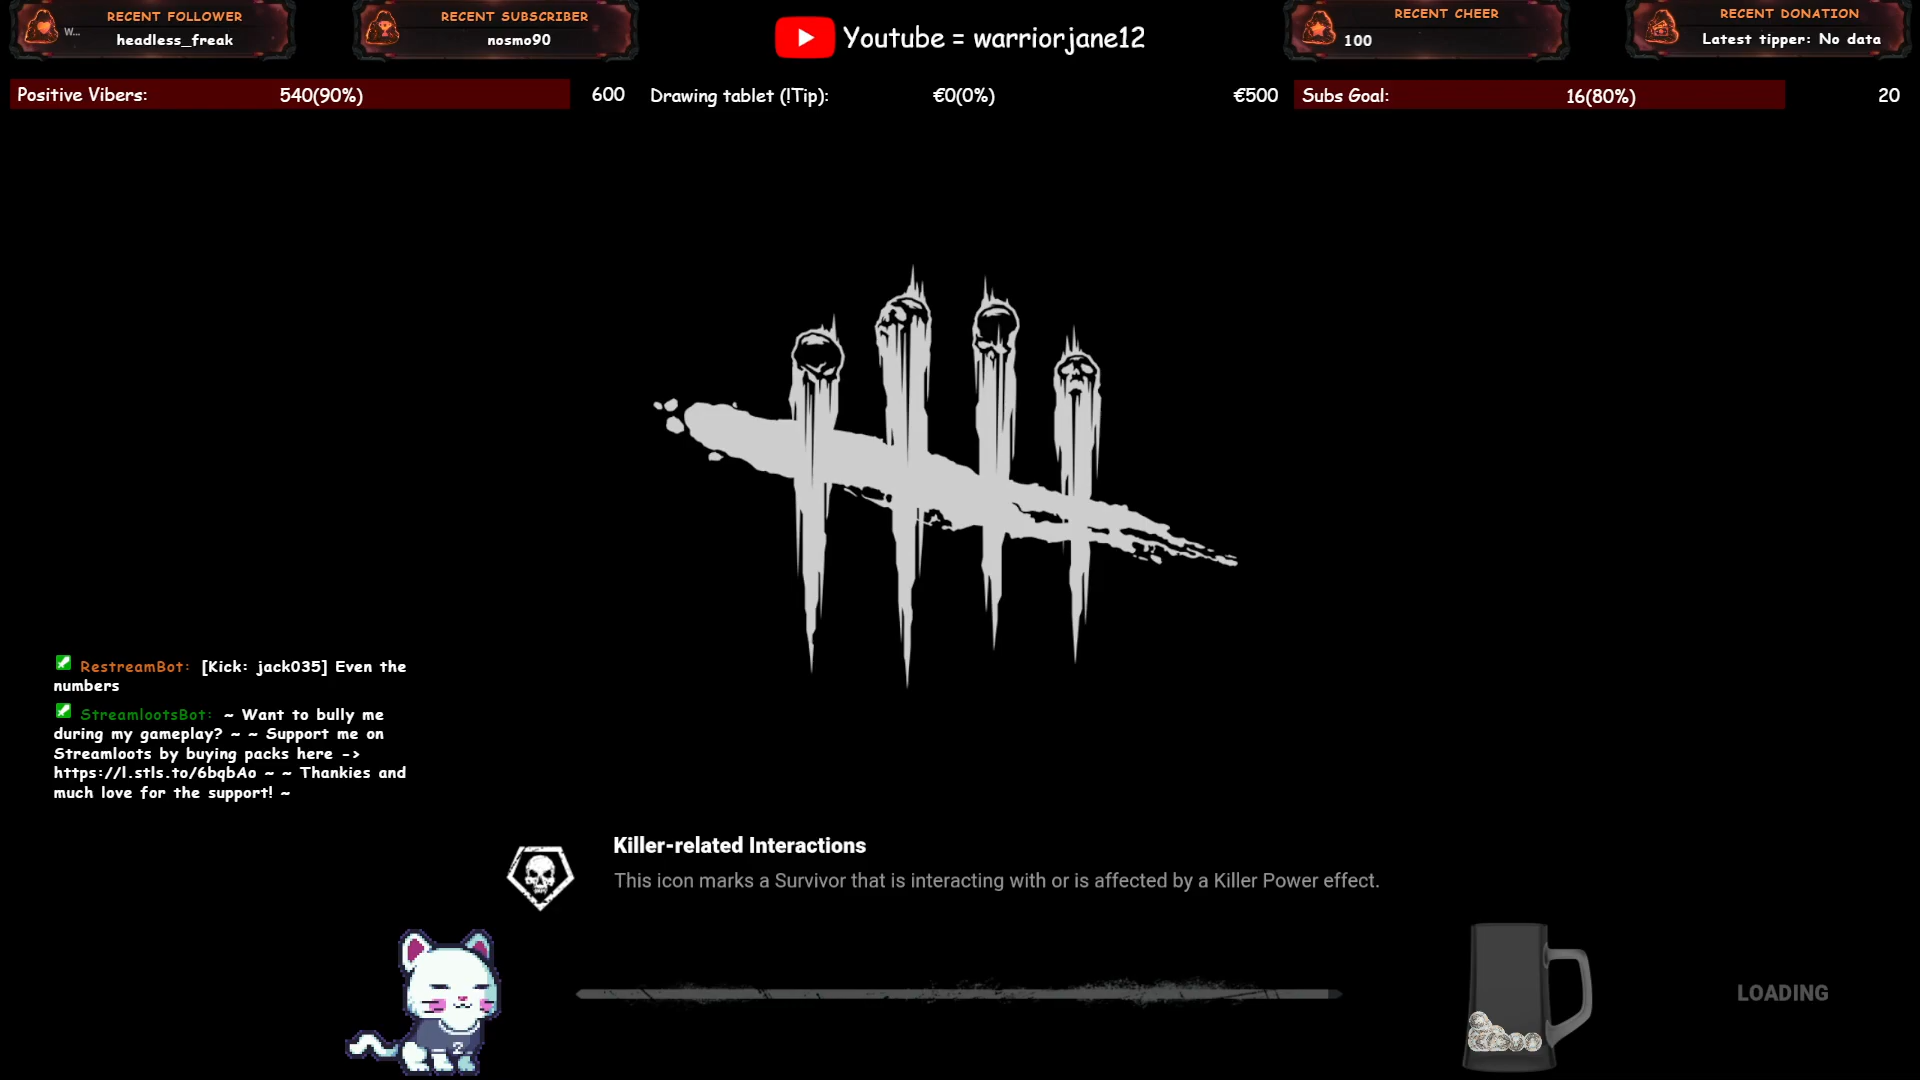 RECENT FOLLOWER
W...
headless_freak
RECENT SUBSCRIBER
nosmo90
Youtube = warriorjane12
RECENT CHEER
100
RECENT DONATION
Latest tipper: No data
Positive Vibers: 540(90%) 600
Drawing tablet (!Tip): €0(0%) €500
Subs Goal: 16(80%) 20
RestreamBot: [Kick: jack035] Even the
numbers
StreamlootsBot: ~ Want to bully me
during my gameplay? ~ ~ Support me on
Streamloots by buying packs here ->
https://l.stls.to/6bqbAo ~ ~ Thankies and
much love for the support! ~
Killer-related Interactions
This icon marks a Survivor that is interacting with or is affected by a Killer Power effect.
2
LOADING